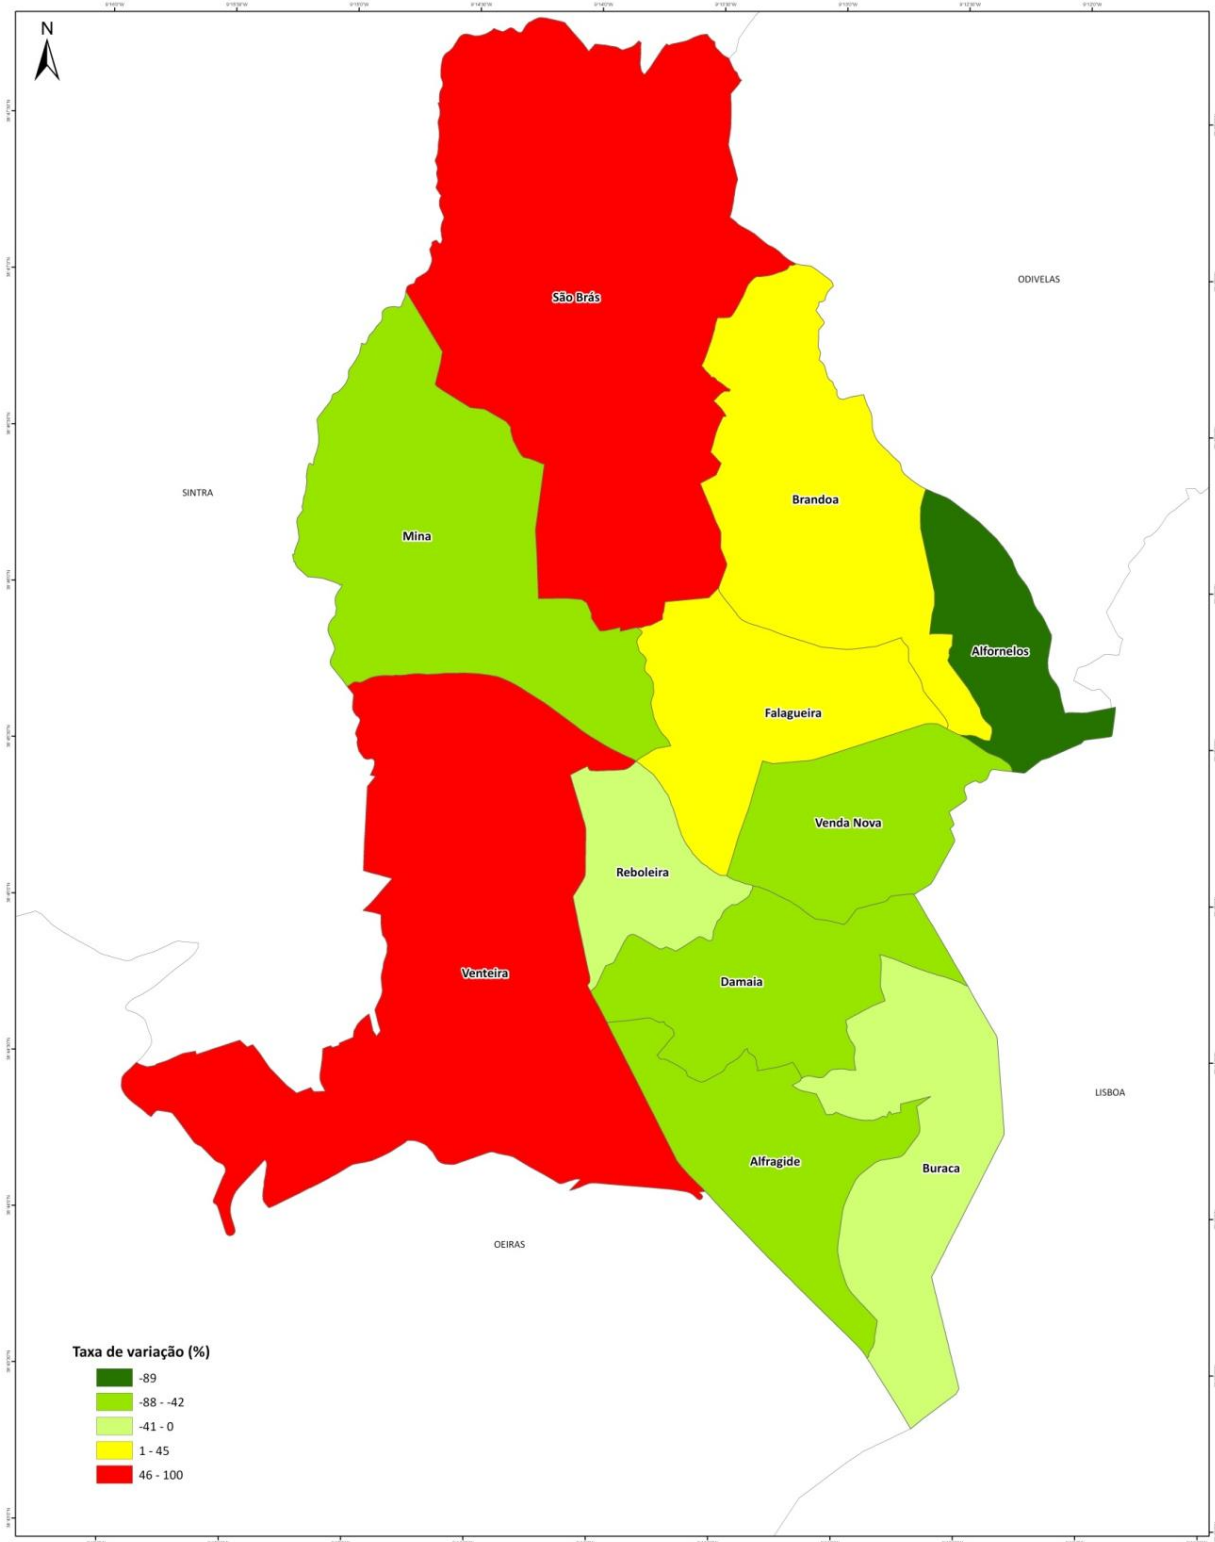 N
ODIVELAS
São Brás
SINTRA
Brandoa
Mina
Alfornelos
Falagueira
Venda Nova
Reboleira
Venteira
Damaia
LISBOA
Alfragide
Buraca
OEIRAS
Taxa de variação (%)
-89
-88 - -42
-41 - 0
1 - 45
46 - 100